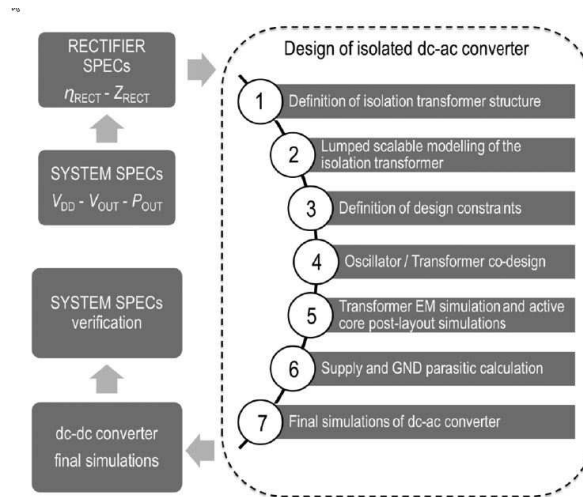 RECTIFIER
SPECs
ηRECT - ZRECT
SYSTEM SPECs
VDD - VOUT - POUT
SYSTEM SPECs
verification
dc-dc converter
final simulations
Design of isolated dc-ac converter
1 Definition of isolation transformer structure
2 Lumped scalable modelling of the
isolation transformer
3 Definition of design constraints
4 Oscillator / Transformer co-design
5 Transformer EM simulation and active
core post-layout simulations
6 Supply and GND parasitic calculation
7 Final simulations of dc-ac converter